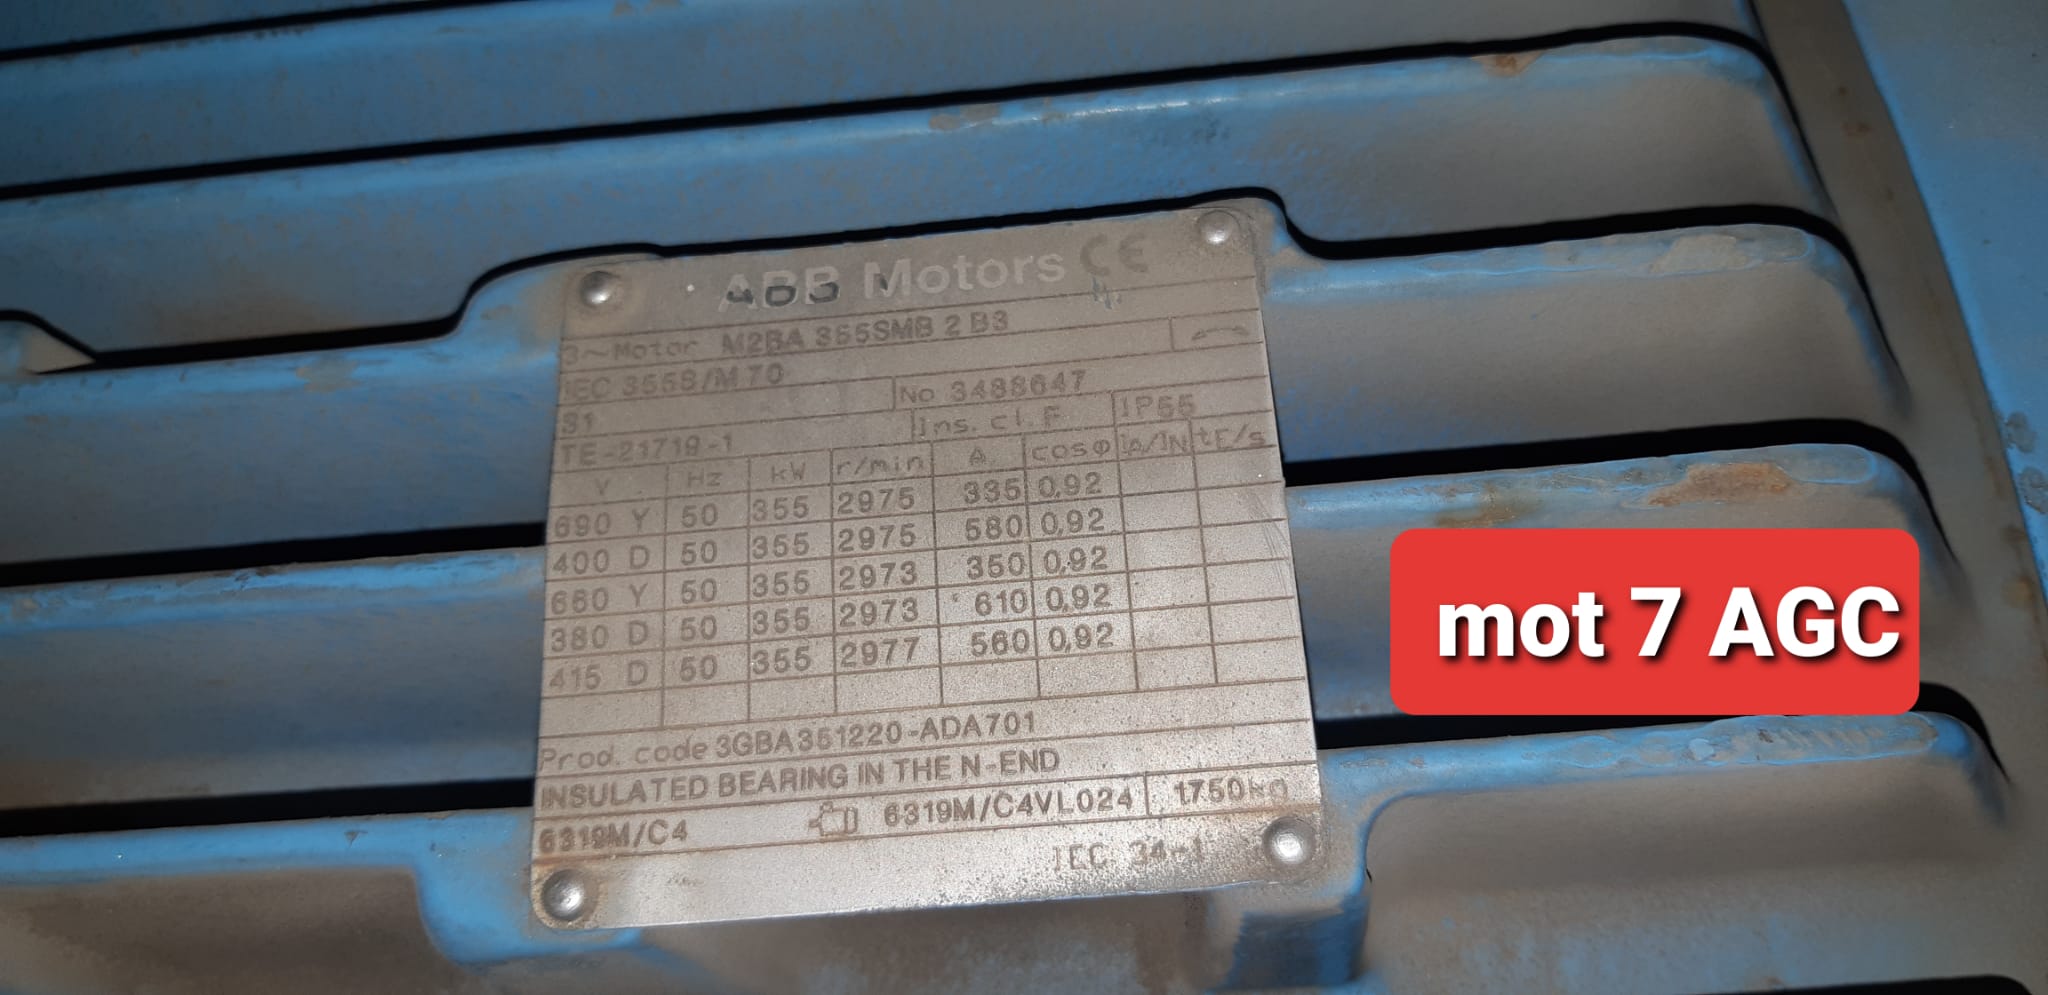 ABB Motors CE
3~Motor M2BA 355SMB 2 B3
IEC 355S/M 70
S1 No 3488647
TE-21719-1 Ins. cl. F IP55
V Hz kW r/min A cosφ IA/IN tE/s
690 Y 50 355 2975 335 0,92
400 D 50 355 2975 580 0,92
660 Y 50 355 2973 350 0,92
380 D 50 355 2973 610 0,92
415 D 50 355 2977 560 0,92
Prod. code 3GBA351220-ADA701
INSULATED BEARING IN THE N-END
6319M/C4 6319M/C4VL024 1750kg
IEC 34-1
mot 7 AGC